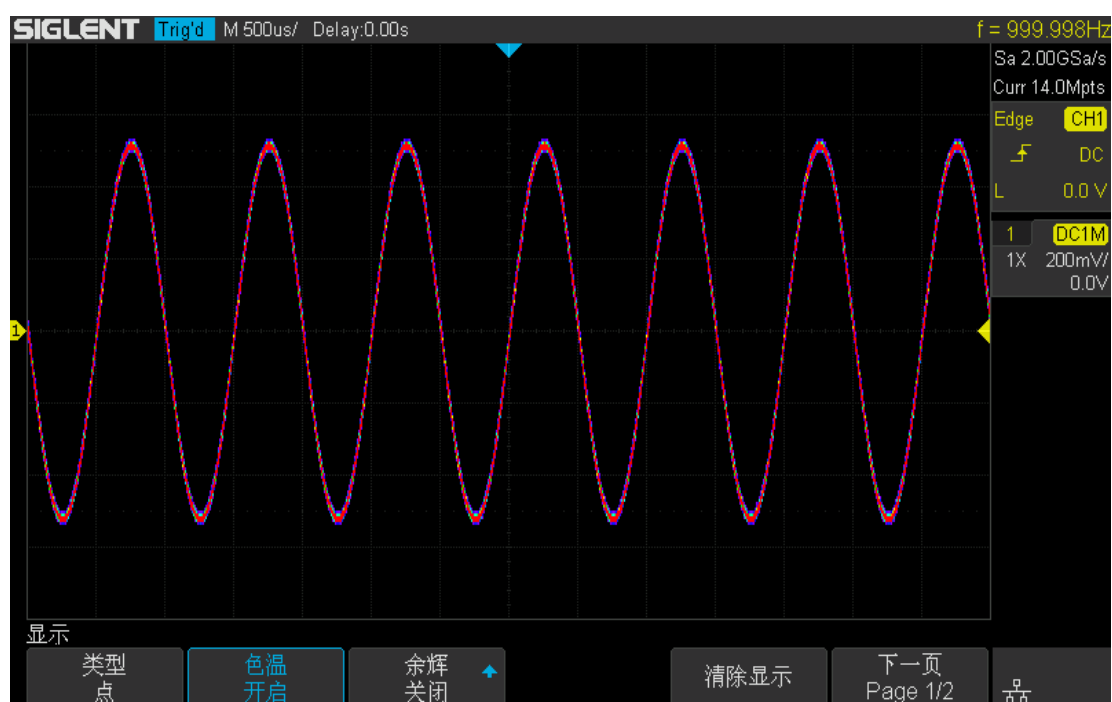 SIGLENT Trig'd M 500us/ Delay:0.00s f = 999.998Hz
Sa 2.00GSa/s
Curr 14.0Mpts
Edge CH1
DC
L 0.0 V
1 DC1M
1X 200mV/
0.0V
1
显示
类型 点
色温 开启
余辉 关闭
清除显示
下一页 Page 1/2